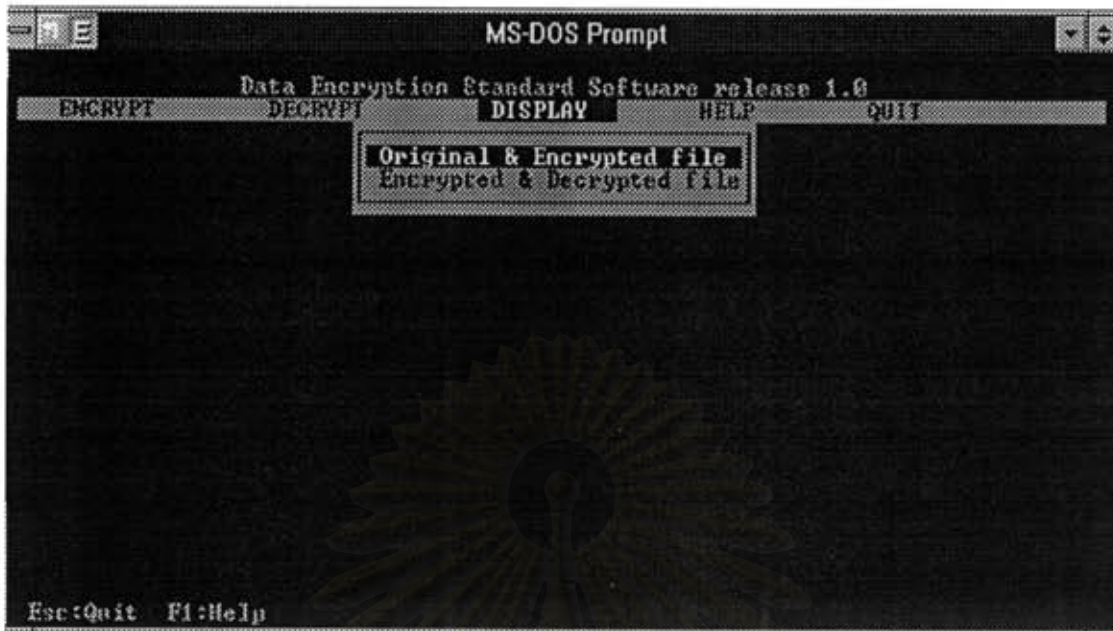 MS-DOS Prompt
Data Encryption Standard Software release 1.0
ENCRYPT DECRYPT DISPLAY HELP QUIT
Original & Encrypted file
Encrypted & Decrypted file
Esc:Quit F1:Help